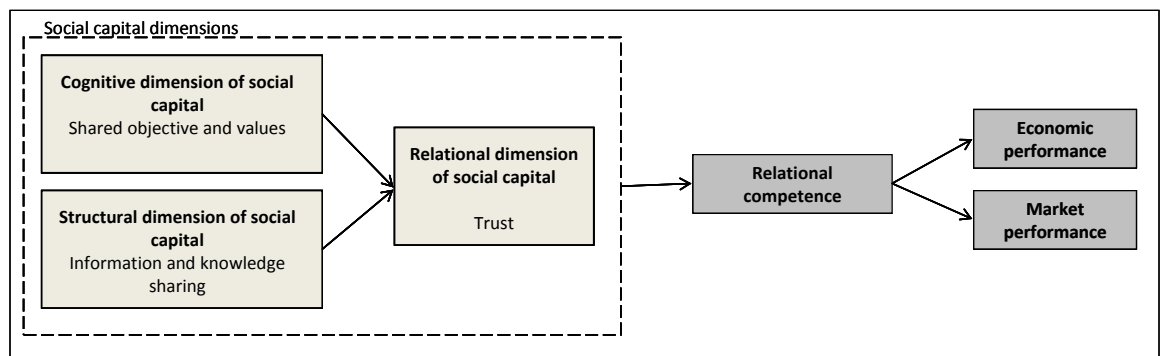 Social capital dimensions
Cognitive dimension of social
capital
Shared objective and values
Structural dimension of social
capital
Information and knowledge
sharing
Relational dimension
of social capital
Trust
Relational
competence
Economic
performance
Market
performance